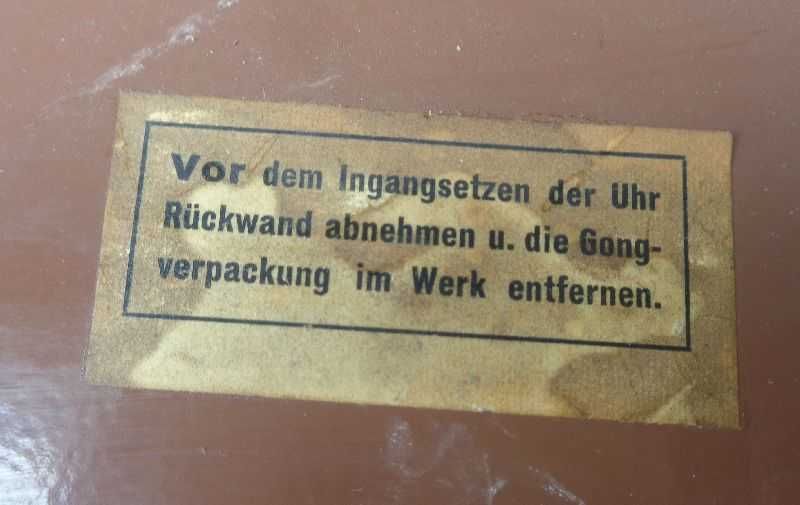 Vor dem Ingangsetzen der Uhr
Rückwand abnehmen u. die Gong-
verpackung im Werk entfernen.